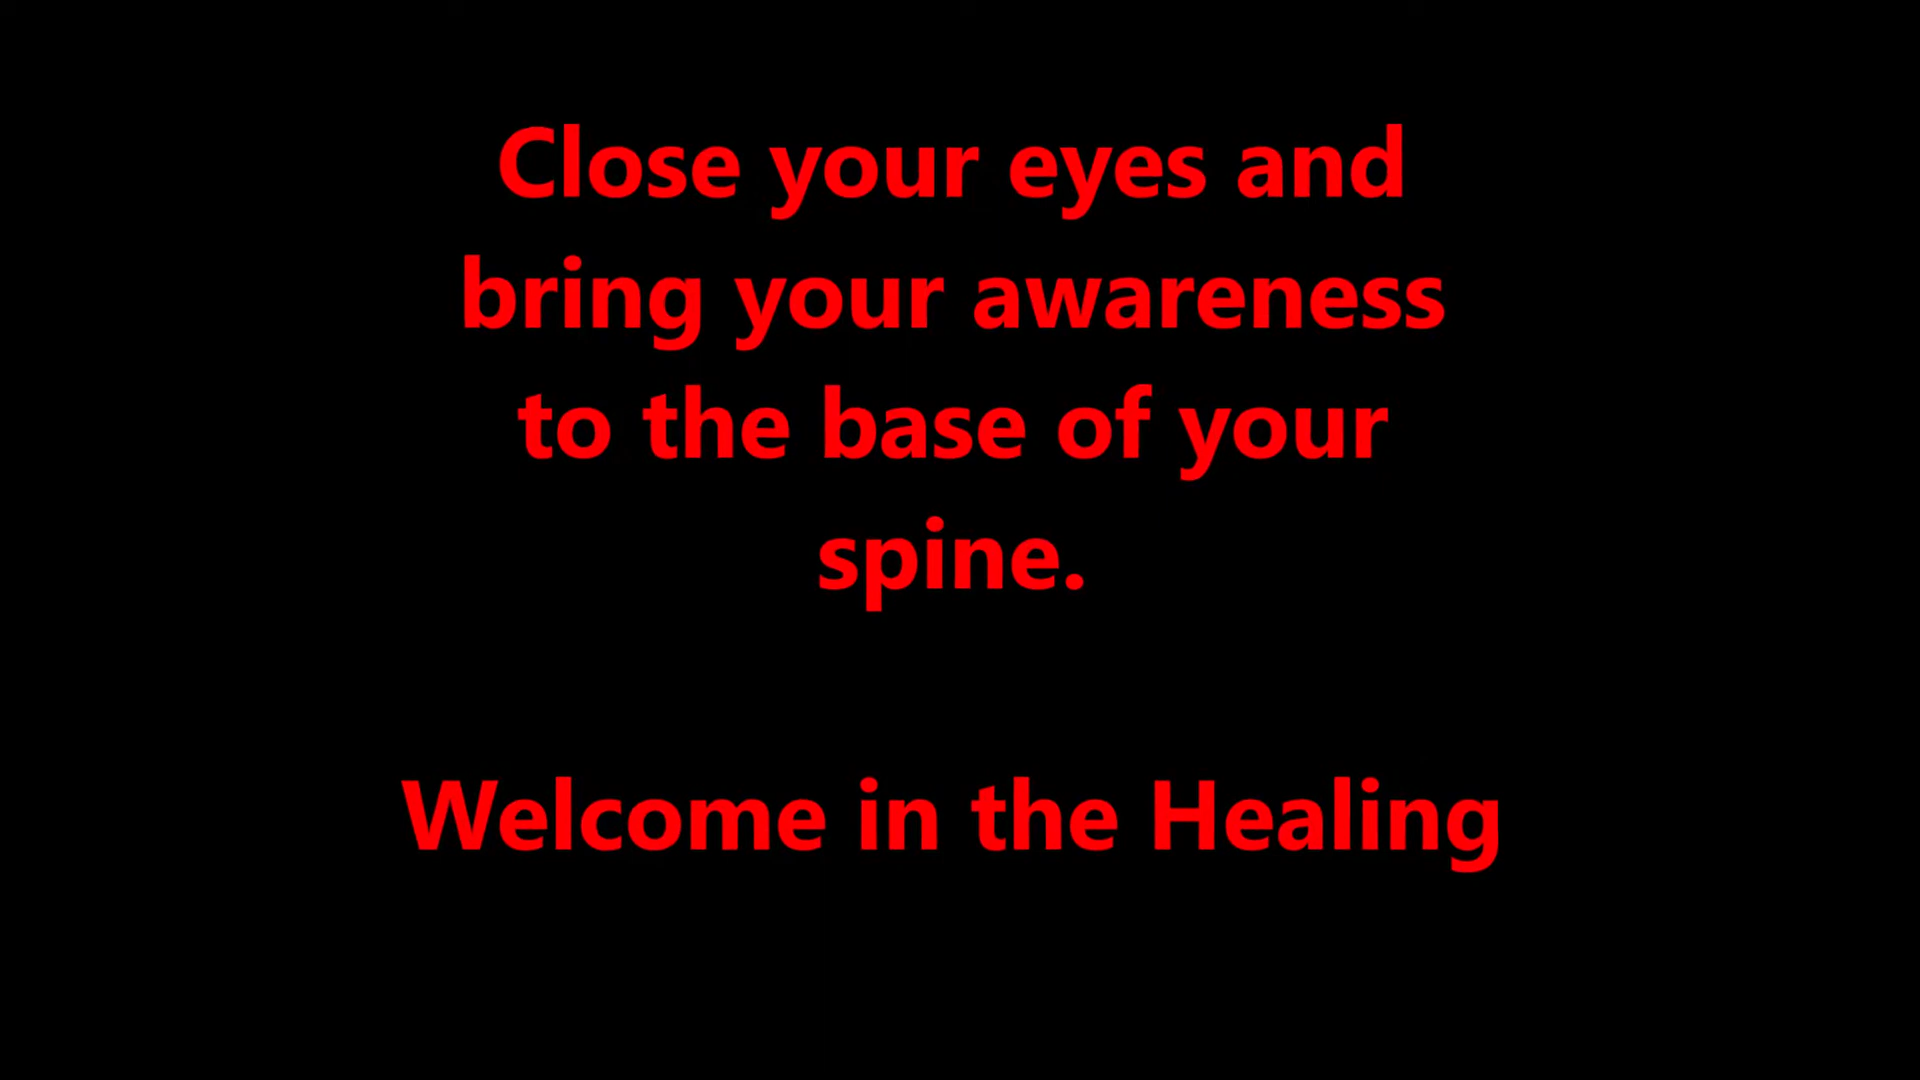 Close your eyes and
bring your awareness
to the base of your
spine.
Welcome in the Healing